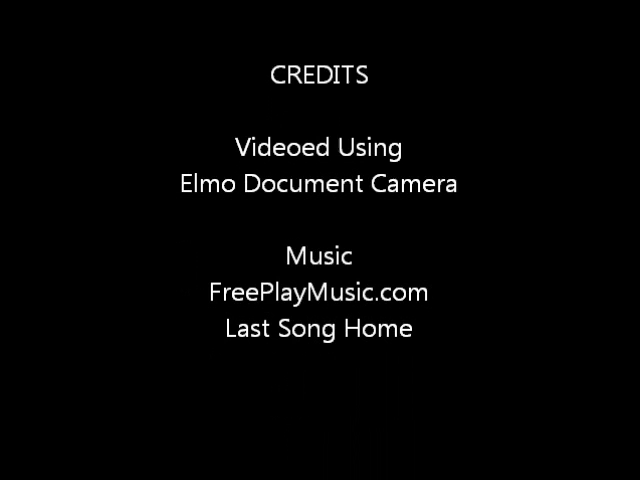 CREDITS
Videoed Using
Elmo Document Camera
Music
FreePlayMusic.com
Last Song Home